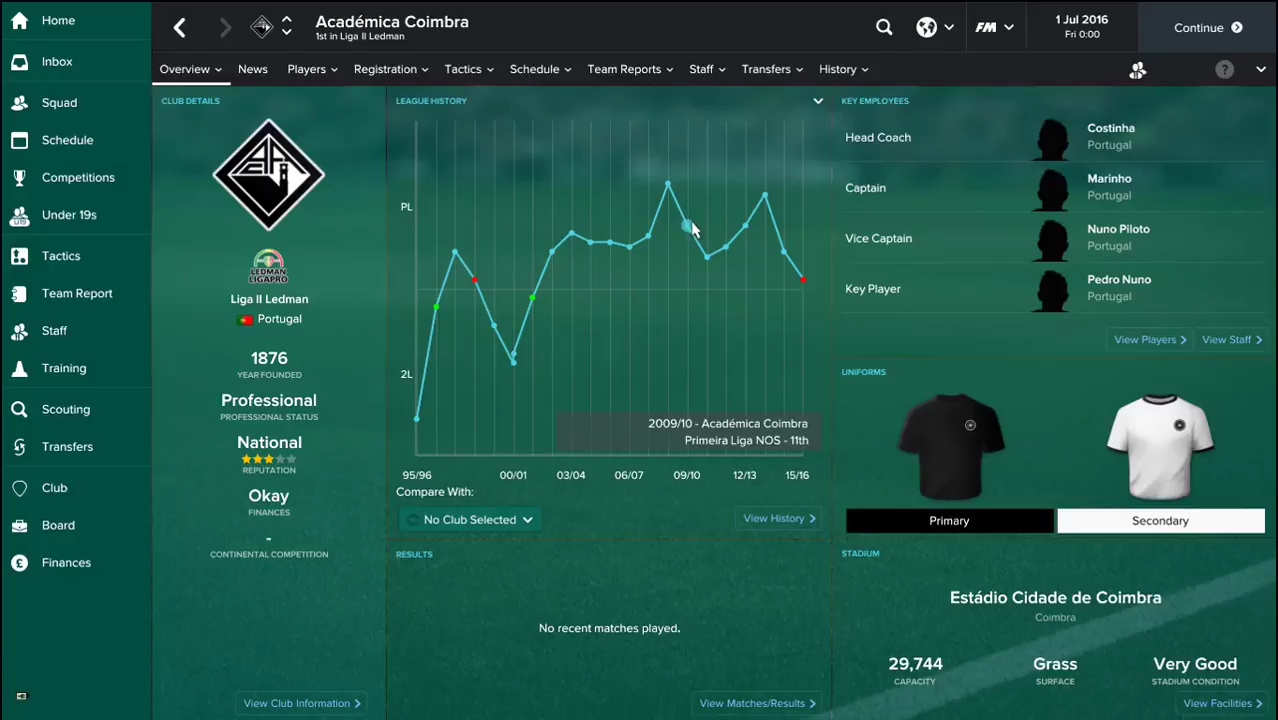 Home
Inbox
Squad
Schedule
Competitions
Under 19s
Tactics
Team Report
Staff
Training
Scouting
Transfers
Club
Board
Finances
Académica Coimbra
1st in Liga II Ledman
FM
1 Jul 2016
Fri 0:00
Continue
Overview
News
Players
Registration
Tactics
Schedule
Team Reports
Staff
Transfers
History
?
CLUB DETAILS
LEDMAN
LIGAPRO
Liga II Ledman
Portugal
1876
YEAR FOUNDED
Professional
PROFESSIONAL STATUS
National
REPUTATION
Okay
FINANCES
-
CONTINENTAL COMPETITION
View Club Information
LEAGUE HISTORY
PL
2L
2009/10 - Académica Coimbra
Primeira Liga NOS - 11th
95/96 00/01 03/04 06/07 09/10 12/13 15/16
Compare With:
No Club Selected
View History
RESULTS
No recent matches played.
View Matches/Results
KEY EMPLOYEES
Head Coach
Costinha
Portugal
Captain
Marinho
Portugal
Vice Captain
Nuno Piloto
Portugal
Key Player
Pedro Nuno
Portugal
View Players
View Staff
UNIFORMS
Primary
Secondary
STADIUM
Estádio Cidade de Coimbra
Coimbra
29,744
CAPACITY
Grass
SURFACE
Very Good
STADIUM CONDITION
View Facilities